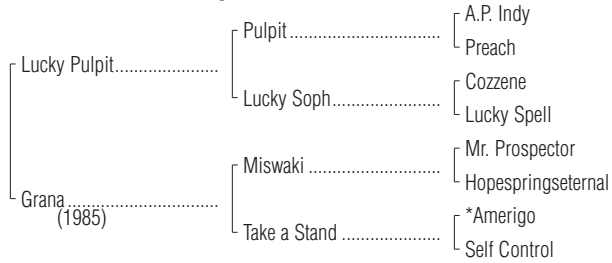 A.P. Indy
Pulpit
Preach
Lucky Pulpit
Cozzene
Lucky Soph
Lucky Spell
Mr. Prospector
Miswaki
Hopespringseternal
Grana
(1985)
*Amerigo
Take a Stand
Self Control